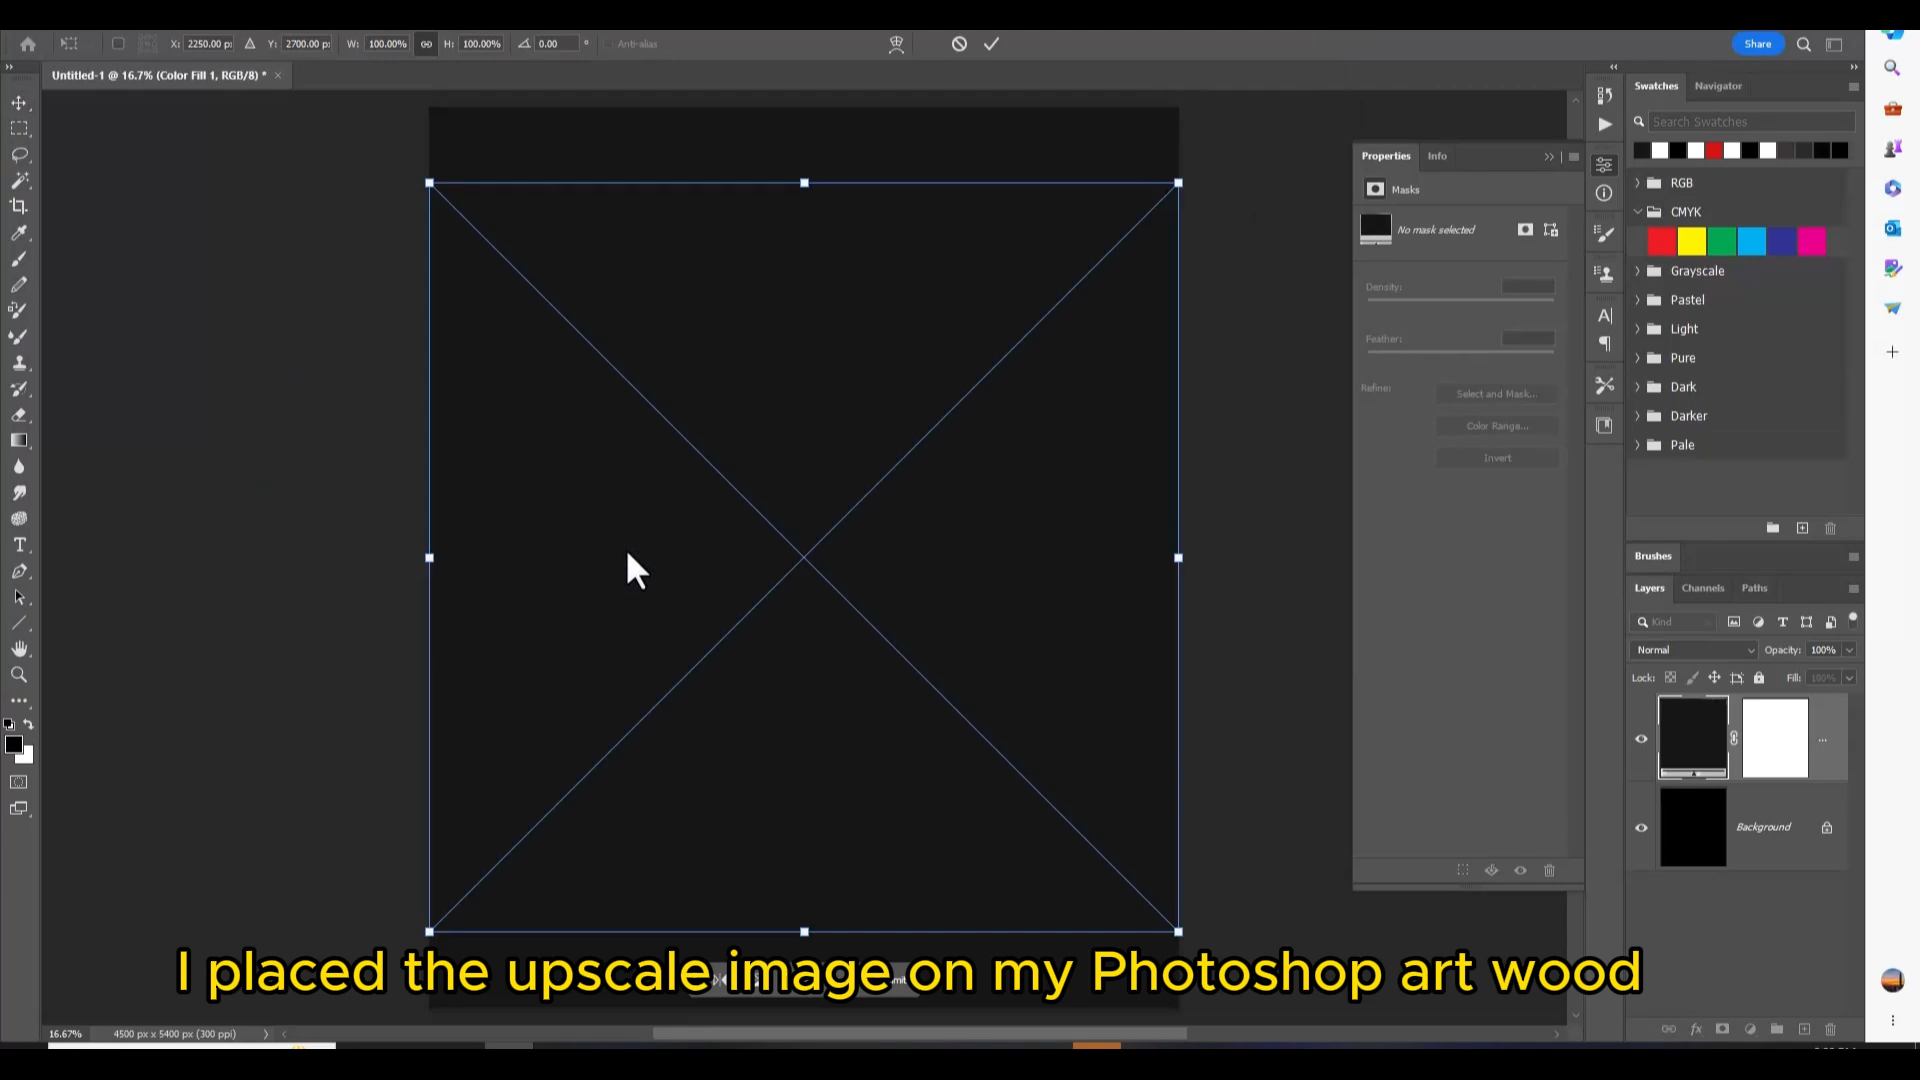 X: 2250.00 p: Y: 2700.00 p: W: 100.00% H: 100.00% 0.00 ° Anti-alias Share
Untitled-1 @ 16.7% (Color Fill 1, RGB/8) * ×
Swatches Navigator
Search Swatches
RGB
CMYK
Grayscale
Pastel
Light
Pure
Dark
Darker
Pale
Properties Info
Masks
No mask selected
Density:
Feather:
Refine:
Select and Mask...
Color Range...
Invert
Brushes
Layers Channels Paths
Kind
Normal Opacity: 100%
Lock: Fill: 100%
...
Background
I placed the upscale image on my Photoshop art wood
16.67% 4500 px x 5400 px (300 ppi)